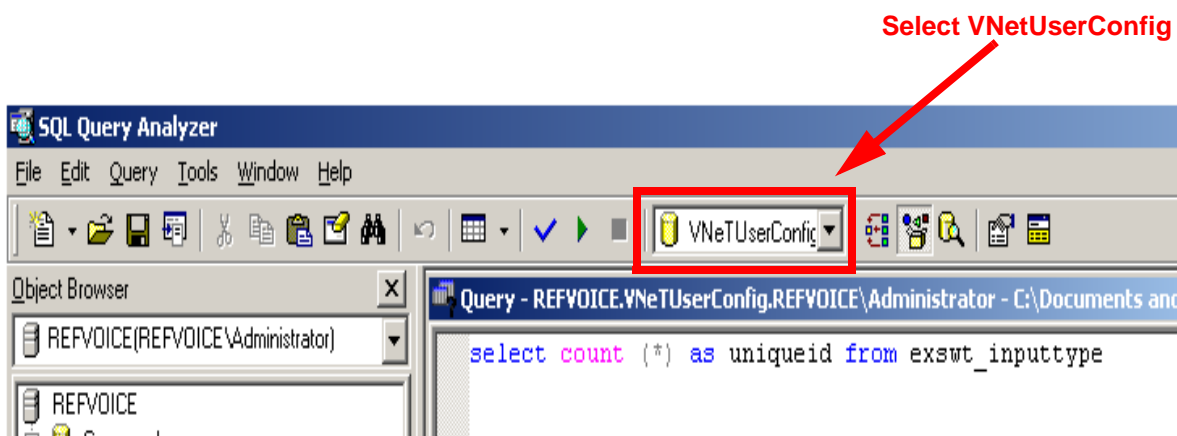 Select VNetUserConfig
SQL Query Analyzer
File Edit Query Tools Window Help
VNeTUserConfig
Object Browser
Query - REFVOICE.VNeTUserConfig.REFVOICE\Administrator - C:\Documents and
REFVOICE(REFVOICE\Administrator)
select count (*) as uniqueid from exswt_inputtype
REFVOICE